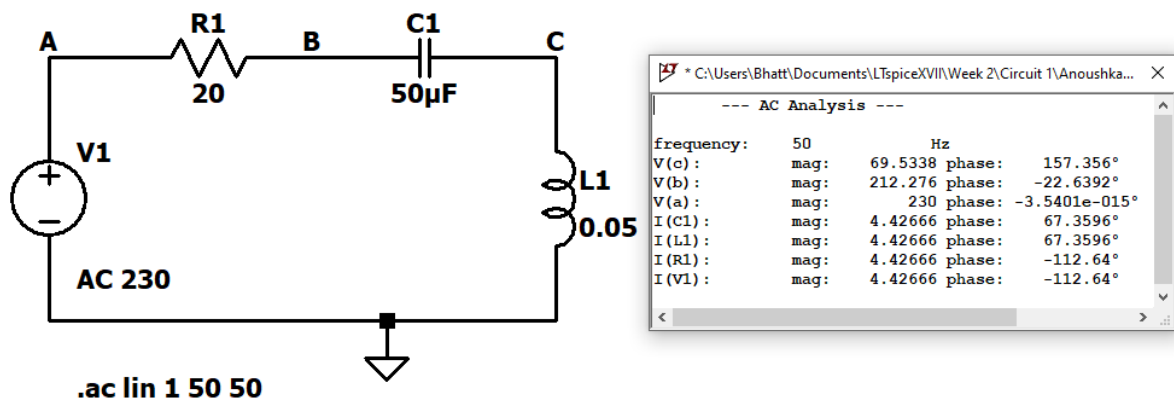 A
R1
B
C1
C
20
50µF
V1
L1
0.05
AC 230
.ac lin 1 50 50
* C:\Users\Bhatt\Documents\LTspiceXVII\Week 2\Circuit 1\Anoushka...
--- AC Analysis ---
frequency: 50 Hz
V(c): mag: 69.5338 phase: 157.356°
V(b): mag: 212.276 phase: -22.6392°
V(a): mag: 230 phase: -3.5401e-015°
I(C1): mag: 4.42666 phase: 67.3596°
I(L1): mag: 4.42666 phase: 67.3596°
I(R1): mag: 4.42666 phase: -112.64°
I(V1): mag: 4.42666 phase: -112.64°